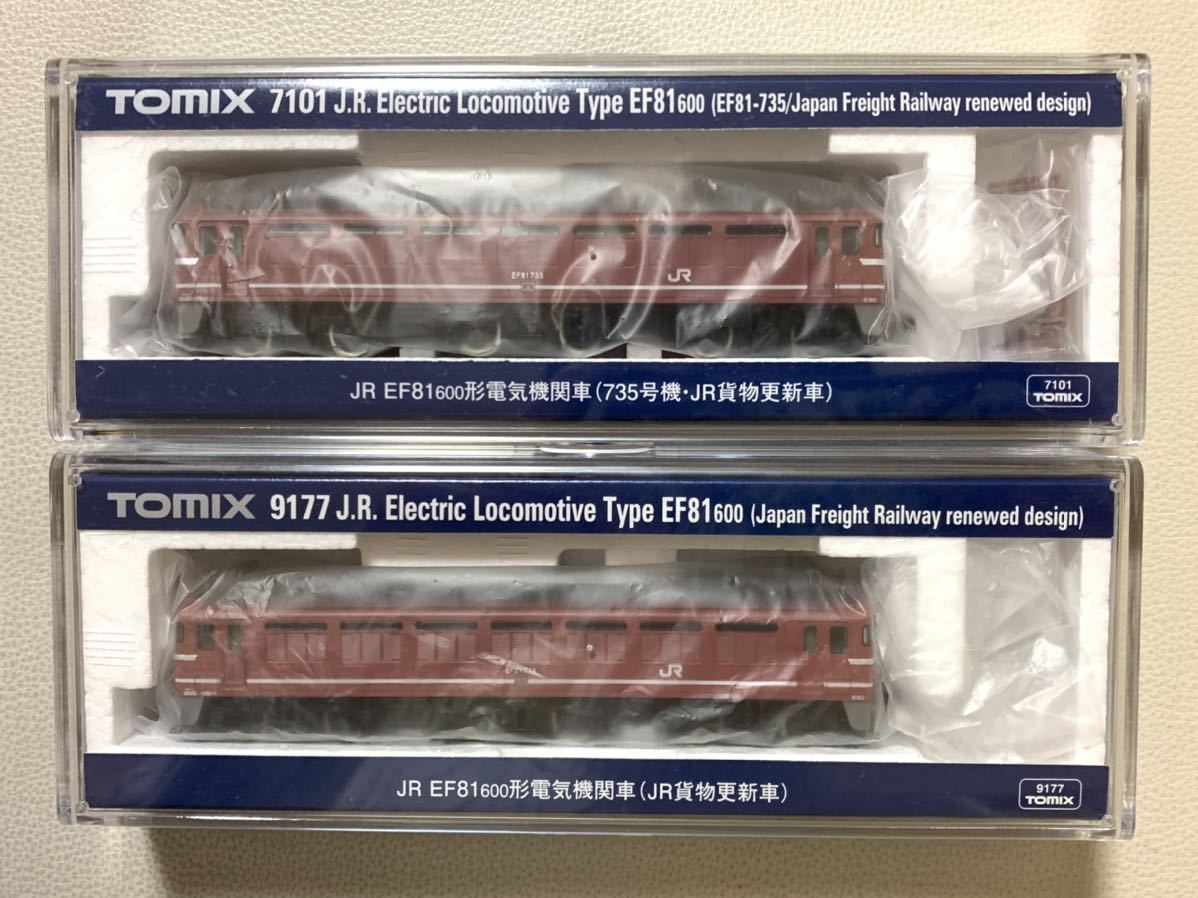 TOMIX 7101 J.R. Electric Locomotive Type EF81600 (EF81-735/Japan Freight Railway renewed design)
EF81735
JR
JR EF81600形電気機関車(735号機・JR貨物更新車)
7101
TOMIX
TOMIX 9177 J.R. Electric Locomotive Type EF81600 (Japan Freight Railway renewed design)
JR
JR EF81600形電気機関車(JR貨物更新車)
9177
TOMIX